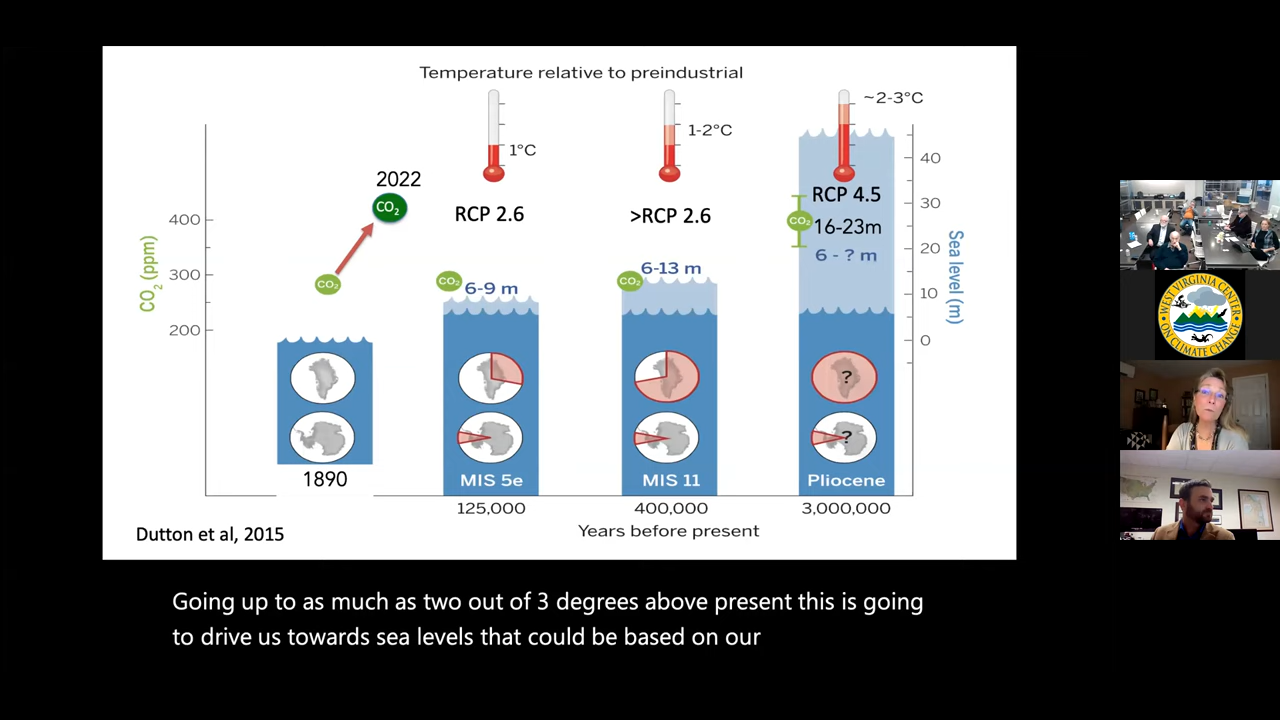 Temperature relative to preindustrial
~2-3°C
1-2°C
1°C
2022
CO2
RCP 2.6
>RCP 2.6
RCP 4.5
16-23m
6 - ? m
CO2
400
300
200
CO2 (ppm)
CO2
CO2
6-9 m
CO2
6-13 m
40
30
20
10
0
Sea level (m)
?
?
1890
MIS 5e
MIS 11
Pliocene
125,000
400,000
3,000,000
Years before present
Dutton et al, 2015
WEST VIRGINIA CENTER
ON CLIMATE CHANGE
Going up to as much as two out of 3 degrees above present this is going
to drive us towards sea levels that could be based on our